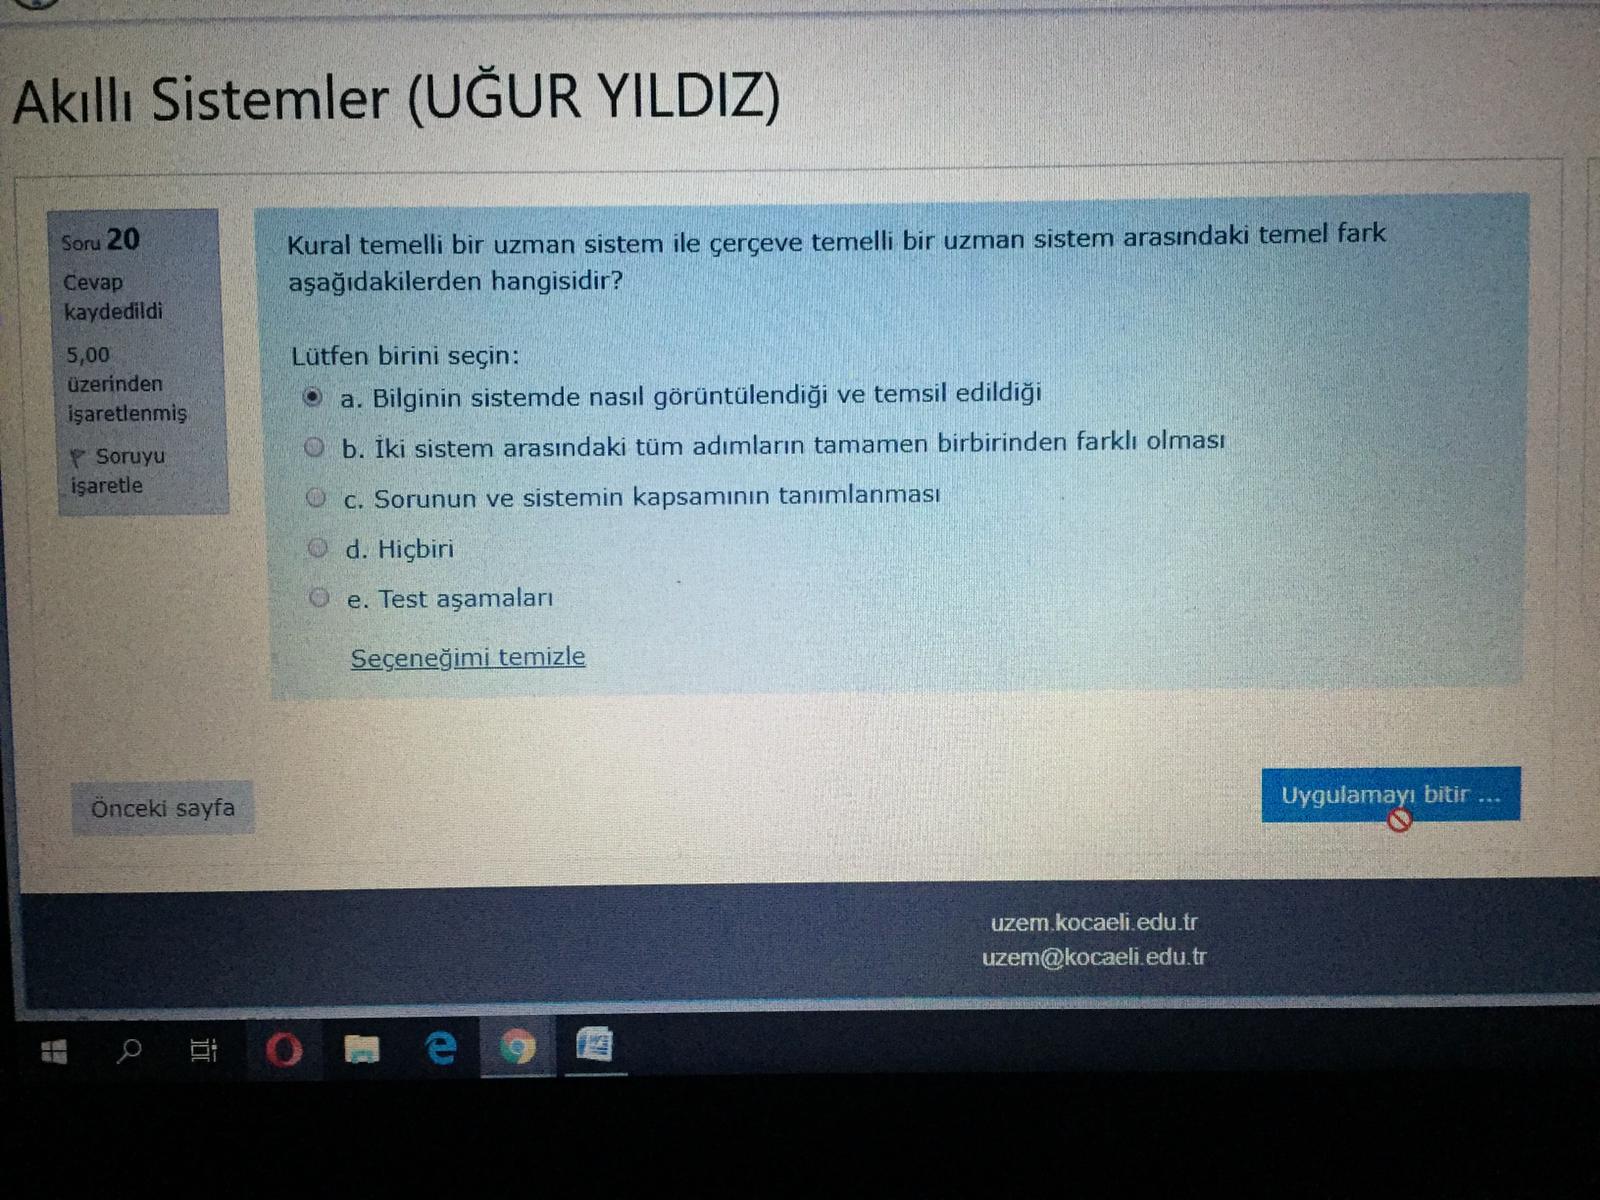 Akıllı Sistemler (UĞUR YILDIZ)
Soru 20
Cevap
kaydedildi
5,00
üzerinden
işaretlenmiş
Soruyu
işaretle
Kural temelli bir uzman sistem ile çerçeve temelli bir uzman sistem arasındaki temel fark
aşağıdakilerden hangisidir?
Lütfen birini seçin:
a. Bilginin sistemde nasıl görüntülendiği ve temsil edildiği
b. İki sistem arasındaki tüm adımların tamamen birbirinden farklı olması
c. Sorunun ve sistemin kapsamının tanımlanması
d. Hiçbiri
e. Test aşamaları
Seçeneğimi temizle
Önceki sayfa
Uygulamayı bitir ...
uzem.kocaeli.edu.tr
uzem@kocaeli.edu.tr